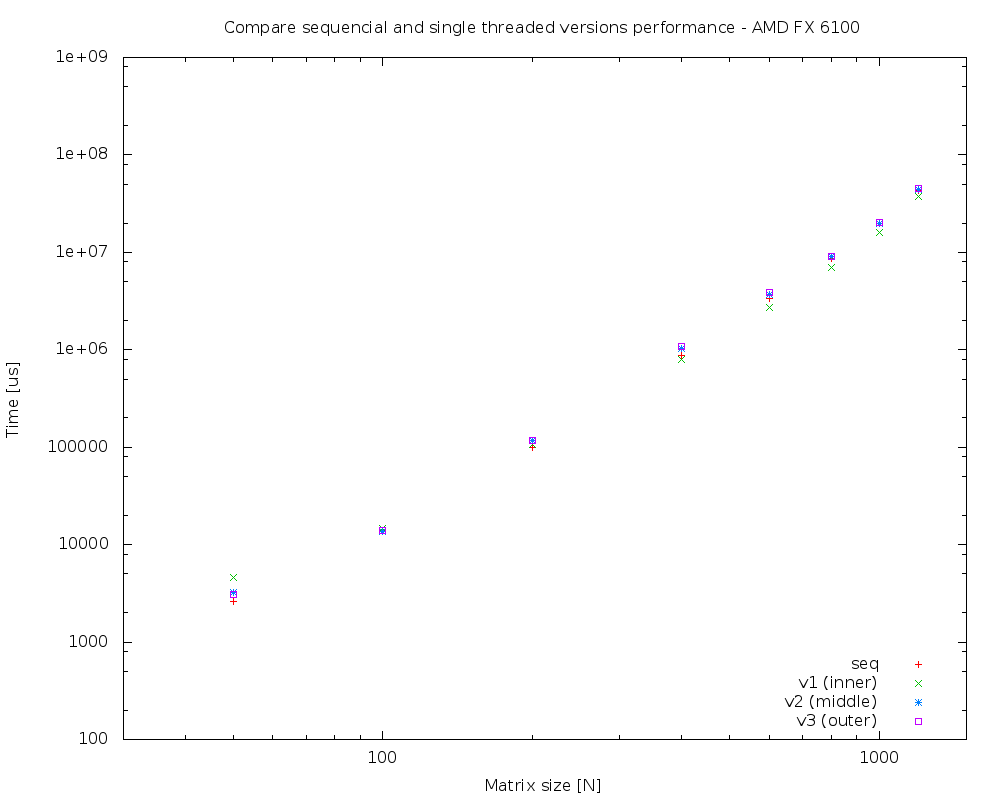 Compare sequencial and single threaded versions performance - AMD FX 6100
1e+09
1e+08
1e+07
1e+06
100000
10000
1000
100
Time [us]
seq
v1 (inner)
v2 (middle)
v3 (outer)
100
1000
Matrix size [N]